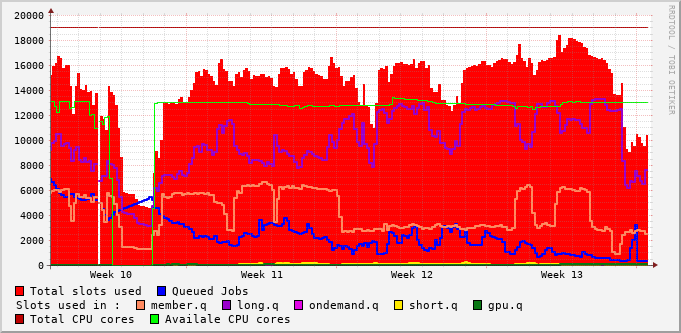 20000
18000
16000
14000
12000
10000
8000
6000
4000
2000
0
Week 10 Week 11 Week 12 Week 13
Total slots used Queued Jobs
Slots used in : member.q long.q ondemand.q short.q gpu.q
Total CPU cores Availale CPU cores
RRDTOOL / TOBI OETIKER